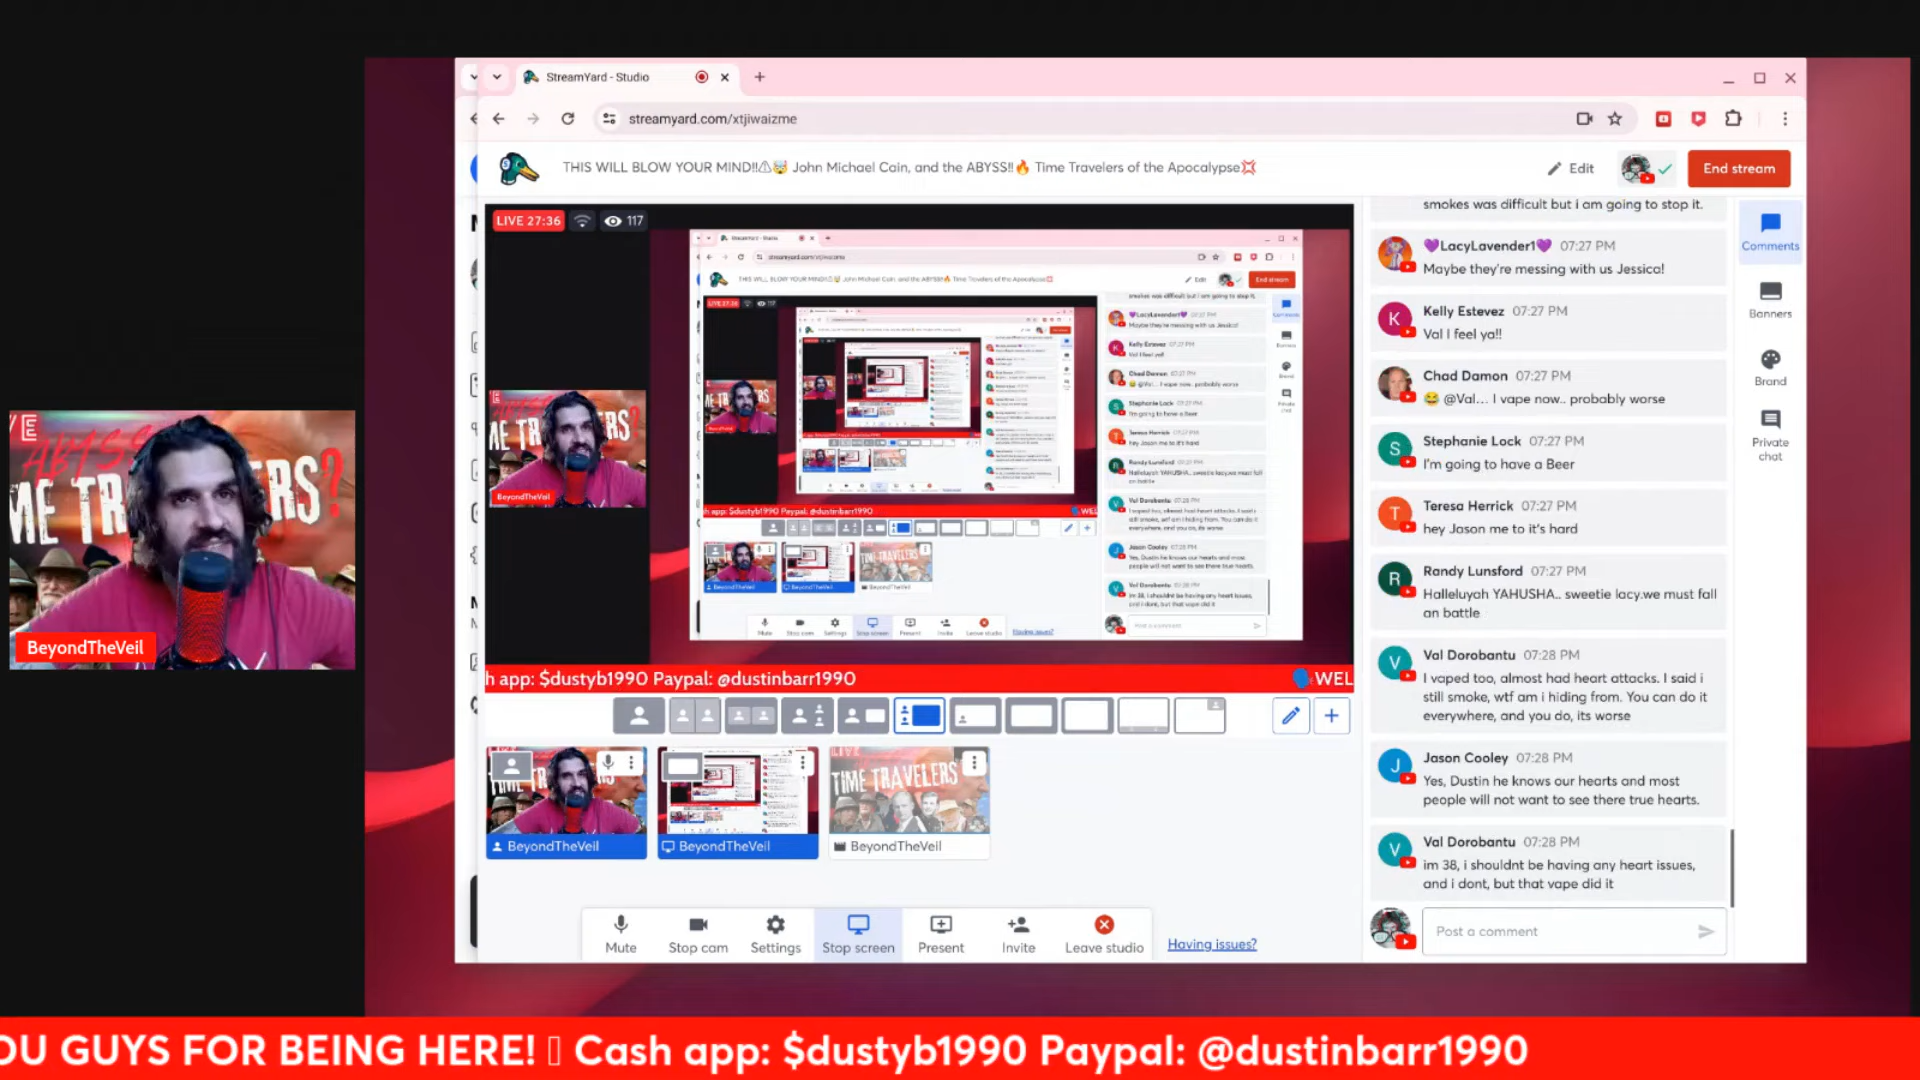 StreamYard - Studio
streamyard.com/xtjiwaizme
THIS WILL BLOW YOUR MIND!!⚠🤯 John Michael Cain, and the ABYSS!!🔥 Time Travelers of the Apocalypse💢
Edit
End stream
LIVE 27:36
117
smokes was difficult but i am going to stop it.
💜LacyLavender1💜 07:27 PM
Maybe they're messing with us Jessica!
Kelly Estevez 07:27 PM
Val I feel ya!!
Chad Damon 07:27 PM
😂 @Val... I vape now.. probably worse
Stephanie Lock 07:27 PM
I'm going to have a Beer
Teresa Herrick 07:27 PM
hey Jason me to it's hard
Randy Lunsford 07:27 PM
Halleluyah YAHUSHA.. sweetie lacy.we must fall
an battle
Val Dorobantu 07:28 PM
I vaped too, almost had heart attacks. I said i
still smoke, wtf am i hiding from. You can do it
everywhere, and you do, its worse
Jason Cooley 07:28 PM
Yes, Dustin he knows our hearts and most
people will not want to see there true hearts.
Val Dorobantu 07:28 PM
im 38, i shouldnt be having any heart issues,
and i dont, but that vape did it
Post a comment
Comments
Banners
Brand
Private
chat
BeyondTheVeil
BeyondTheVeil
h app: $dustyb1990 Paypal: @dustinbarr1990
WEL
BeyondTheVeil
BeyondTheVeil
TIME TRAVELERS
BeyondTheVeil
Mute
Stop cam
Settings
Stop screen
Present
Invite
Leave studio
Having issues?
OU GUYS FOR BEING HERE! Cash app: $dustyb1990 Paypal: @dustinbarr1990